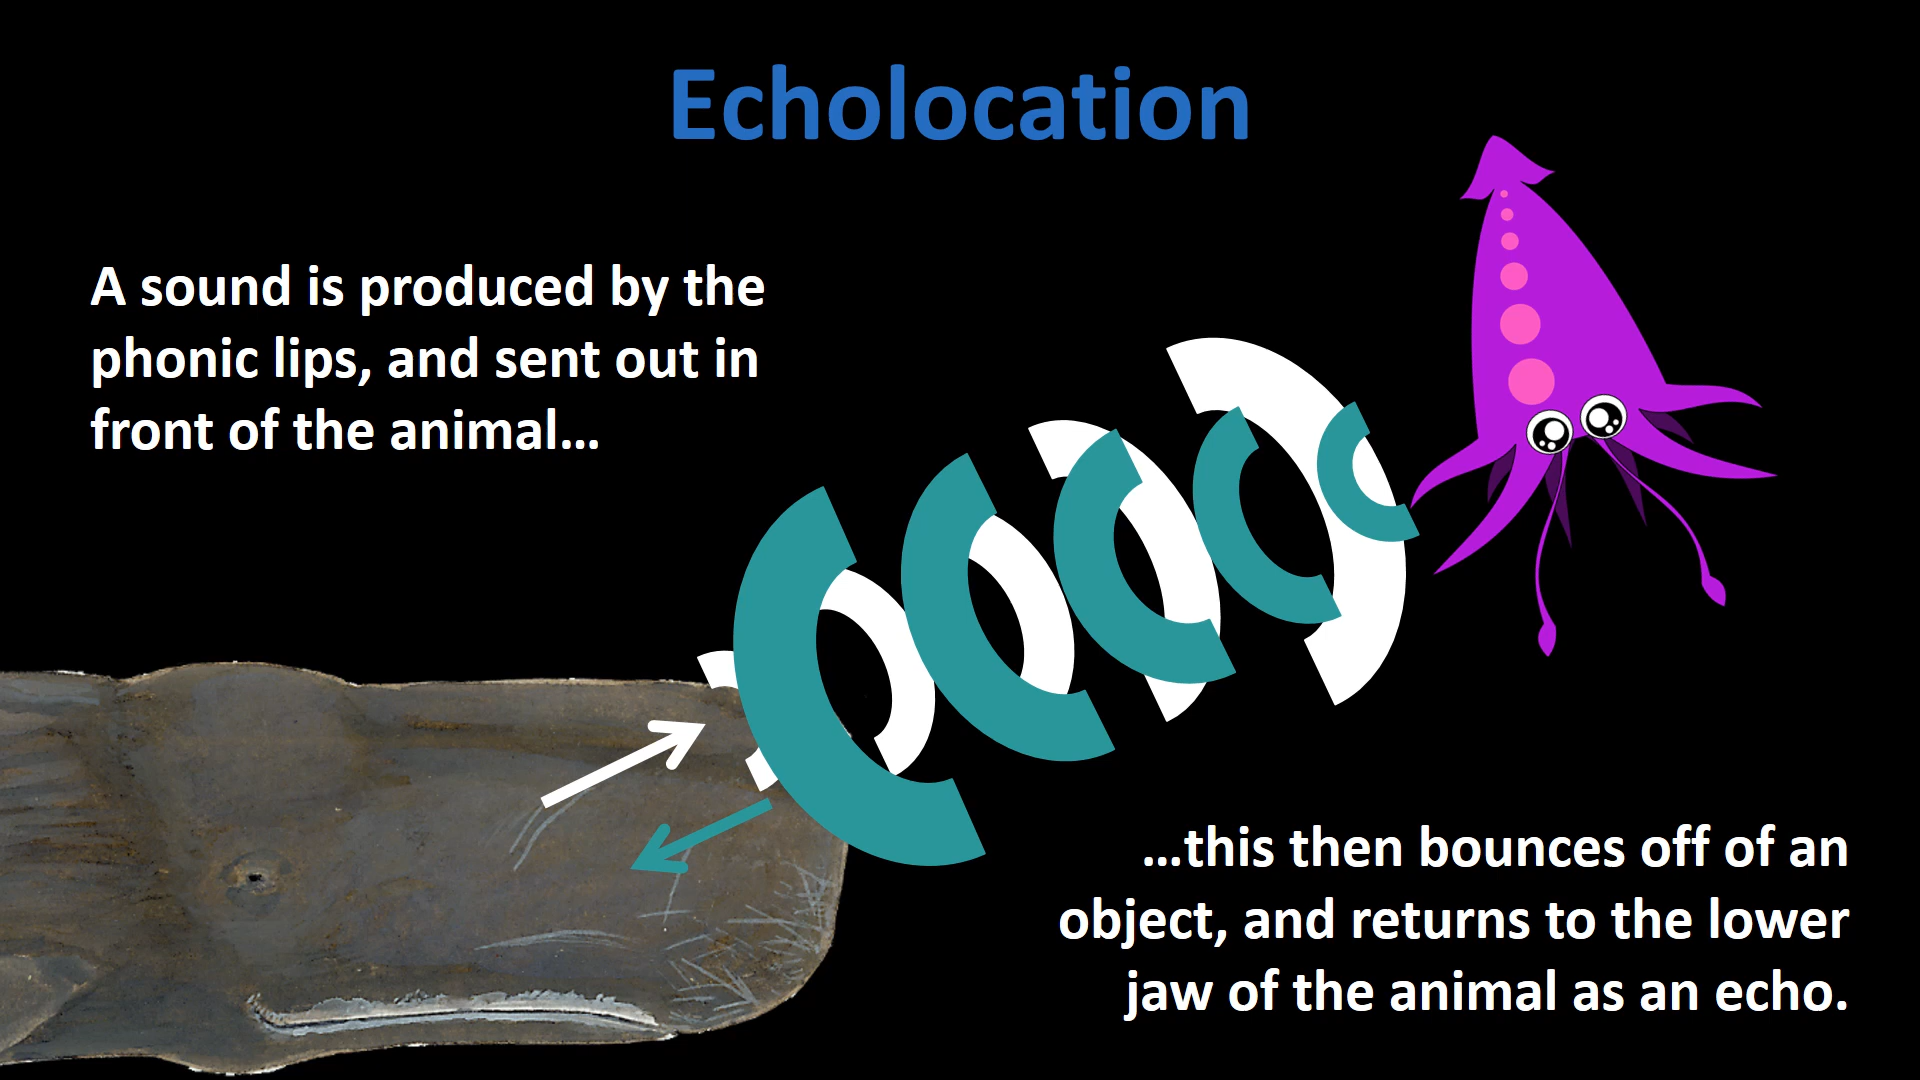 Echolocation
A sound is produced by the
phonic lips, and sent out in
front of the animal...
...this then bounces off of an
object, and returns to the lower
jaw of the animal as an echo.